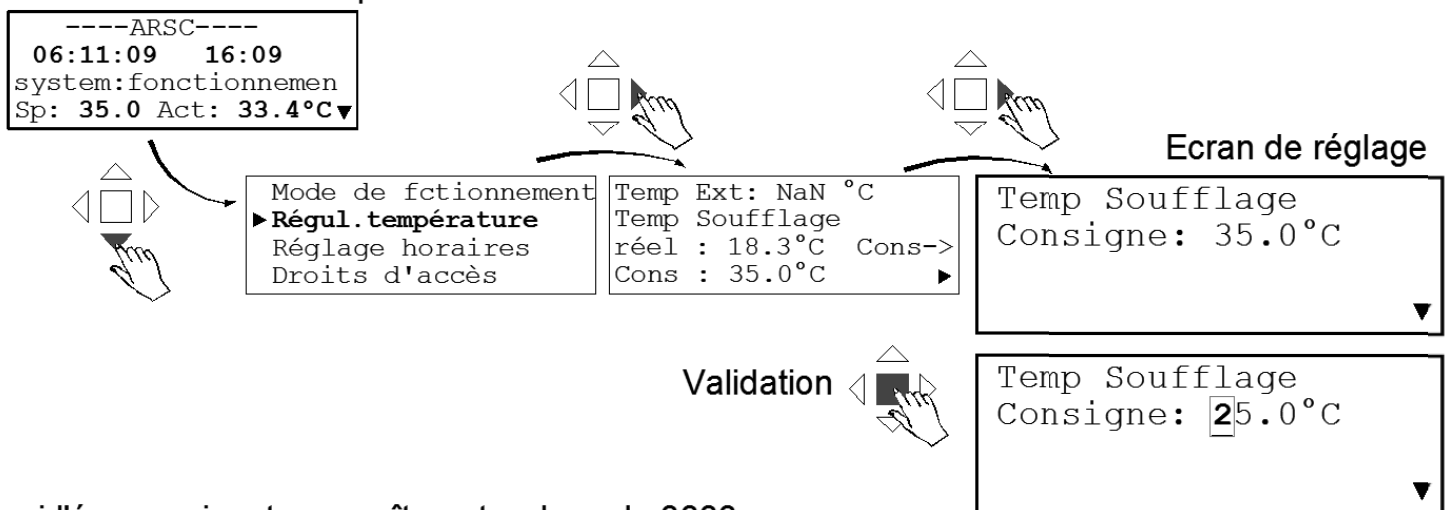 ----ARSC----
06:11:09 16:09
system:fonctionnemen
Sp: 35.0 Act: 33.4°C▼
Mode de fctionnement
►Régul.température
Réglage horaires
Droits d'accès
Temp Ext: NaN °C
Temp Soufflage
réel : 18.3°C Cons->
Cons : 35.0°C ►
Ecran de réglage
Temp Soufflage
Consigne: 35.0°C
▼
Validation
Temp Soufflage
Consigne: 25.0°C
▼